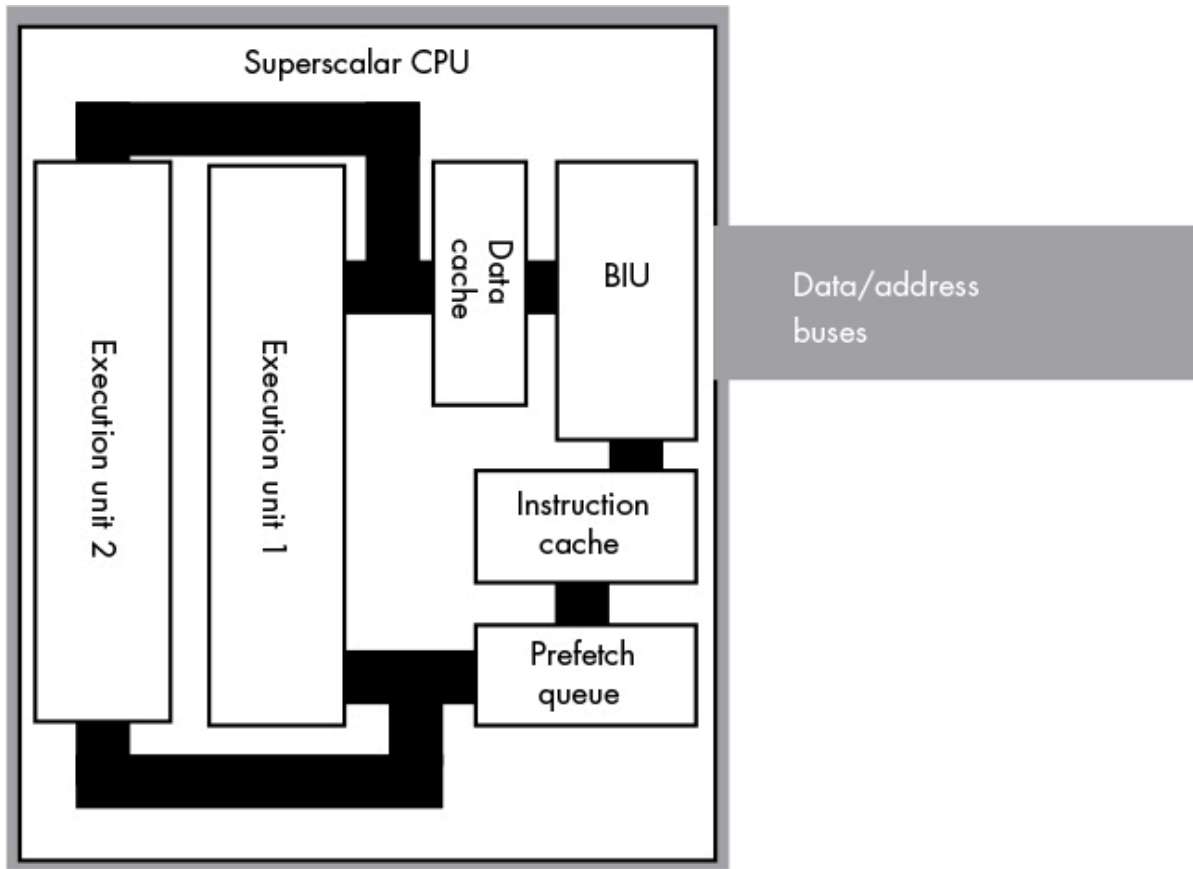 Superscalar CPU
Execution unit 2
Execution unit 1
Data
cache
BIU
Data/address
buses
Instruction
cache
Prefetch
queue